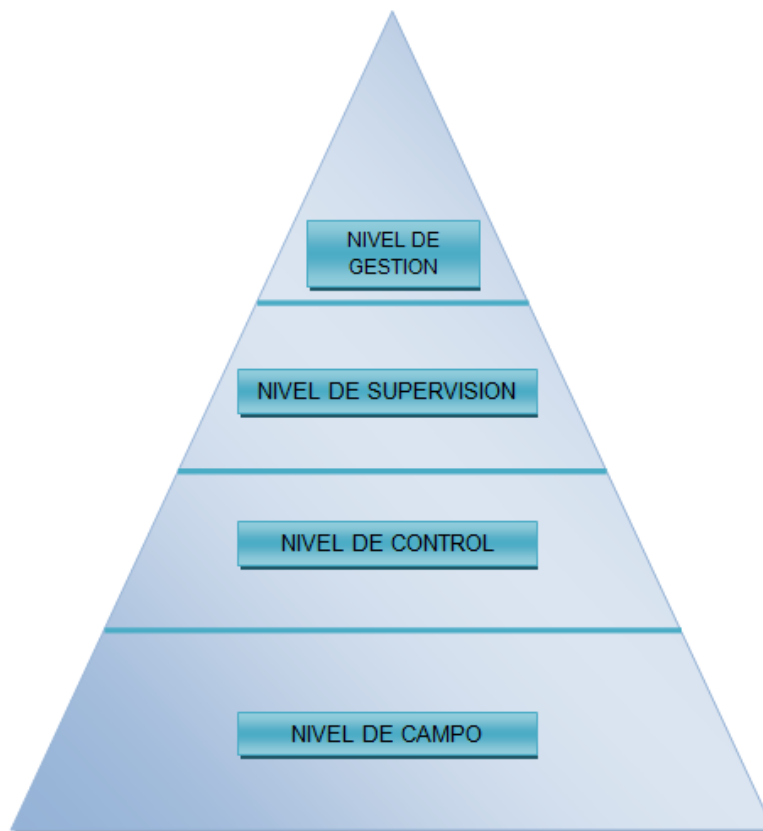 NIVEL DE
GESTION
NIVEL DE SUPERVISION
NIVEL DE CONTROL
NIVEL DE CAMPO